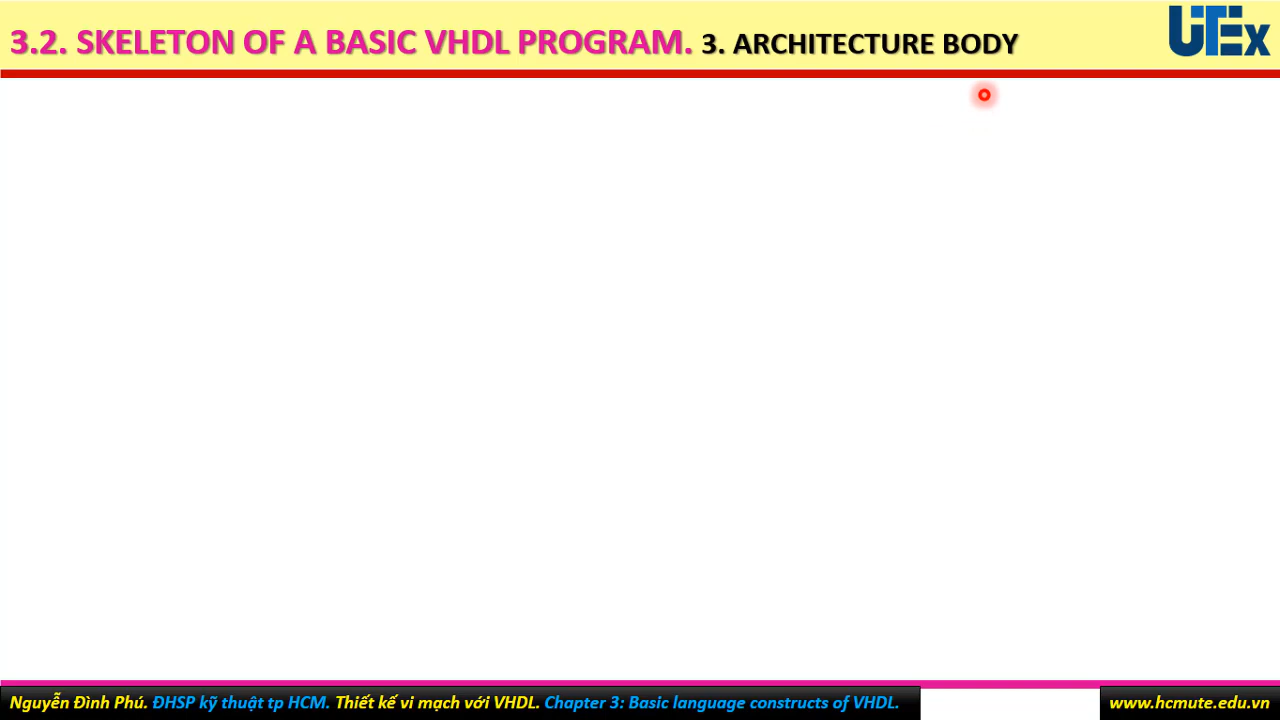 3.2. SKELETON OF A BASIC VHDL PROGRAM. 3. ARCHITECTURE BODY
UTEx
Nguyễn Đình Phú. ĐHSP kỹ thuật tp HCM. Thiết kế vi mạch với VHDL. Chapter 3: Basic language constructs of VHDL.
www.hcmute.edu.vn